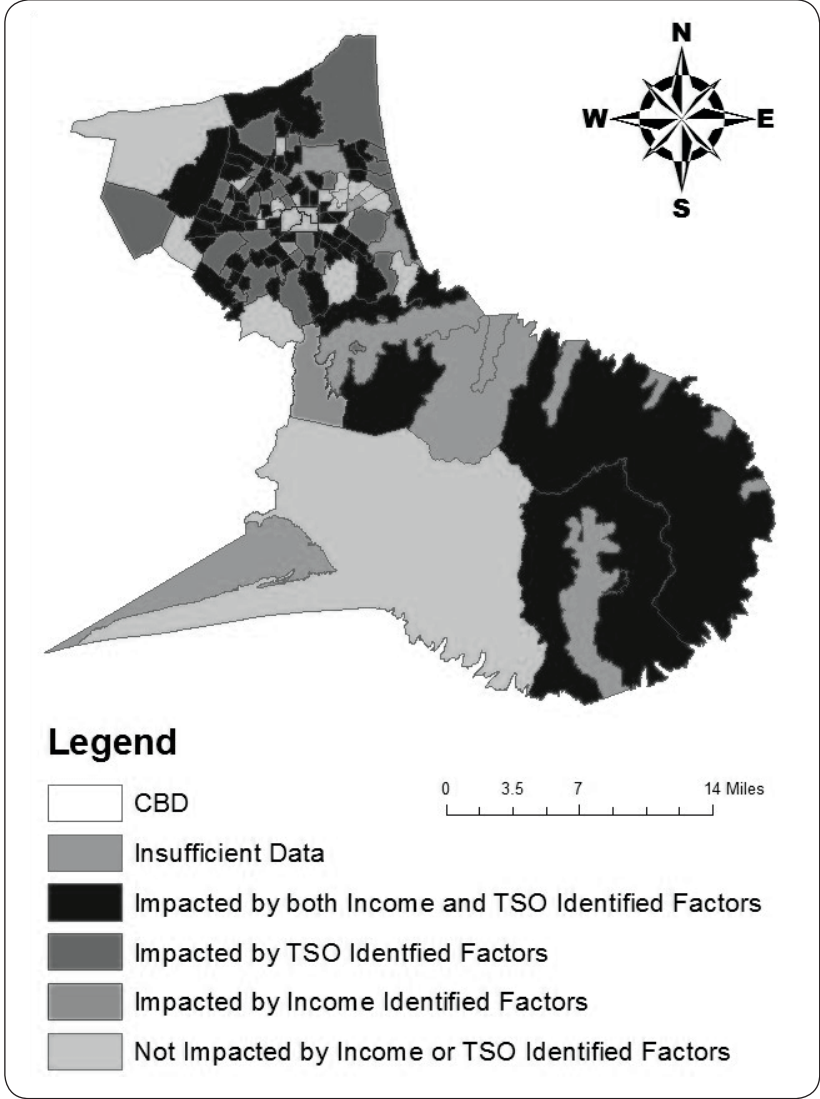 N
W E
S
Legend
0 3.5 7 14 Miles
CBD
Insufficient Data
Impacted by both Income and TSO Identified Factors
Impacted by TSO Identfied Factors
Impacted by Income Identified Factors
Not Impacted by Income or TSO Identified Factors